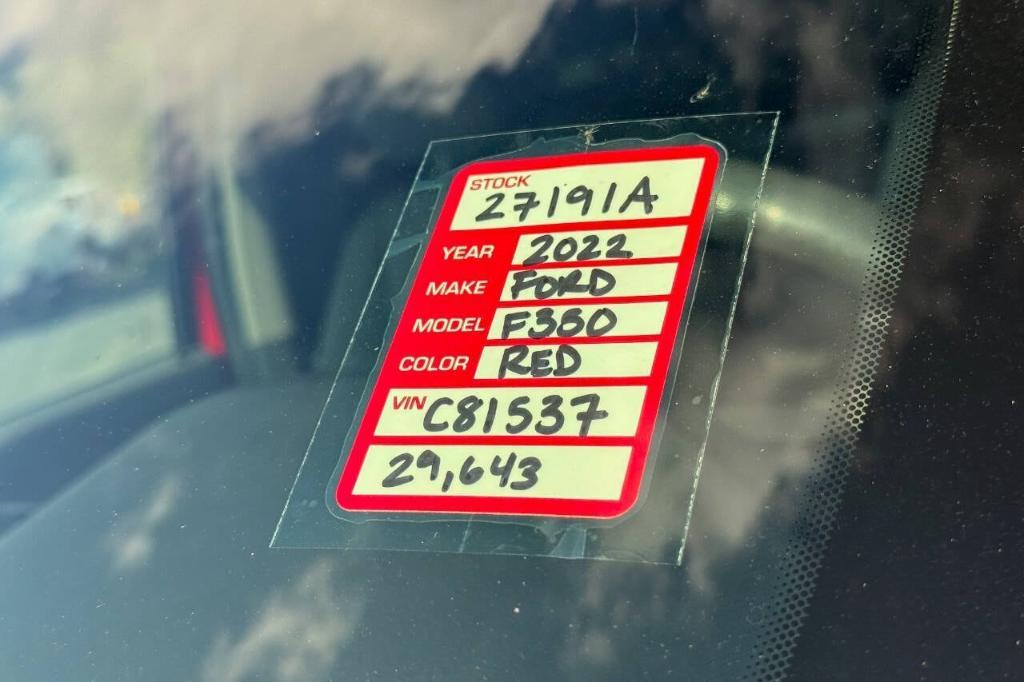 STOCK
27191A
YEAR 2022
MAKE FORD
MODEL F350
COLOR RED
VIN C81537
29,643